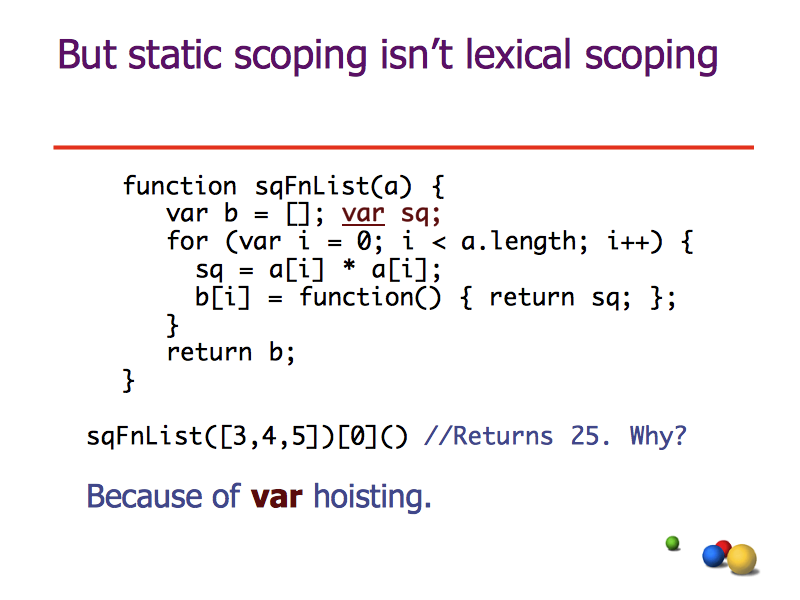 But static scoping isn’t lexical scoping
function sqFnList(a) {
var b = []; var sq;
for (var i = 0; i < a.length; i++) {
sq = a[i] * a[i];
b[i] = function() { return sq; };
}
return b;
}
sqFnList([3,4,5])[0]() //Returns 25. Why?
Because of var hoisting.